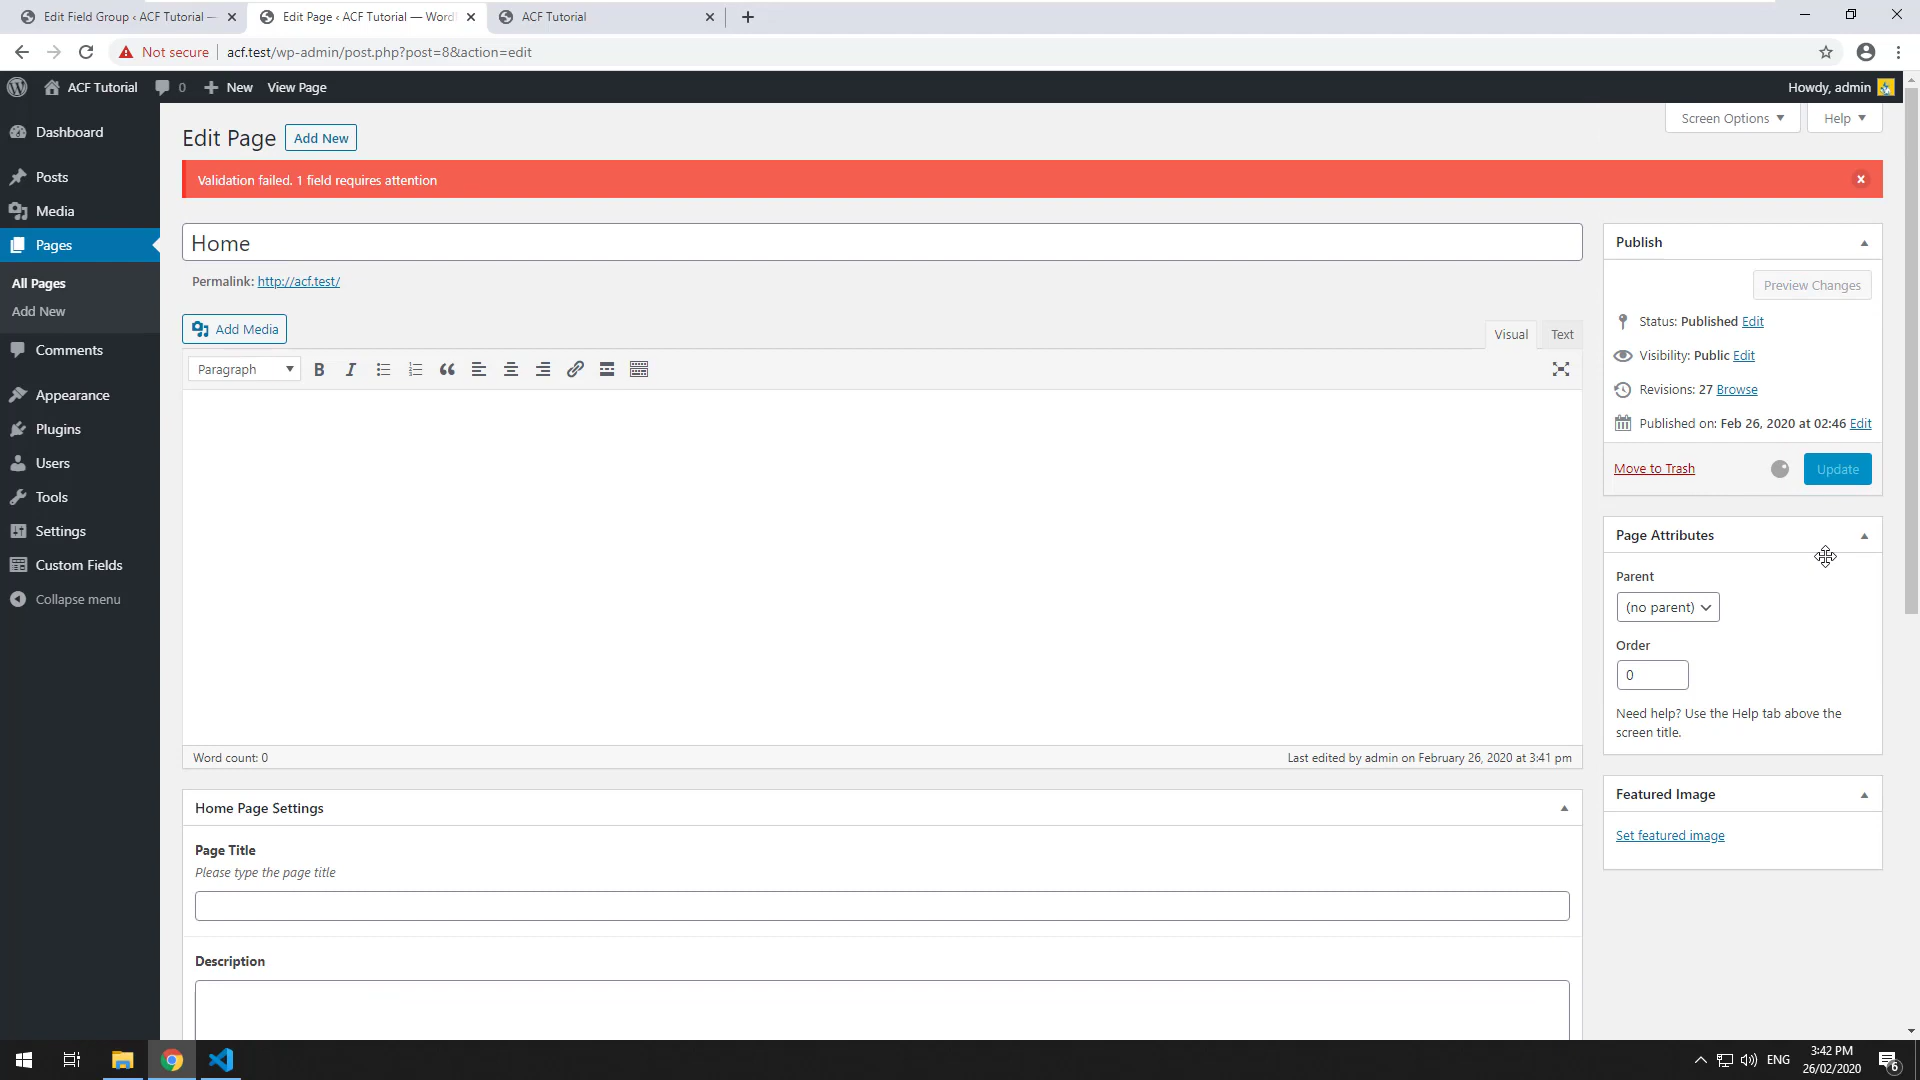 Edit Field Group ‹ ACF Tutorial —
Edit Page ‹ ACF Tutorial — Word
ACF Tutorial
Not secure
acf.test/wp-admin/post.php?post=8&action=edit
ACF Tutorial
0
New
View Page
Howdy, admin
Dashboard
Posts
Media
Pages
All Pages
Add New
Comments
Appearance
Plugins
Users
Tools
Settings
Custom Fields
Collapse menu
Screen Options
Help
Edit Page
Add New
Validation failed. 1 field requires attention
Home
Permalink: http://acf.test/
Add Media
Visual
Text
Paragraph
Word count: 0
Last edited by admin on February 26, 2020 at 3:41 pm
Home Page Settings
Page Title
Please type the page title
Description
Publish
Preview Changes
Status: Published Edit
Visibility: Public Edit
Revisions: 27 Browse
Published on: Feb 26, 2020 at 02:46 Edit
Move to Trash
Update
Page Attributes
Parent
(no parent)
Order
0
Need help? Use the Help tab above the
screen title.
Featured Image
Set featured image
ENG
3:42 PM
26/02/2020
6